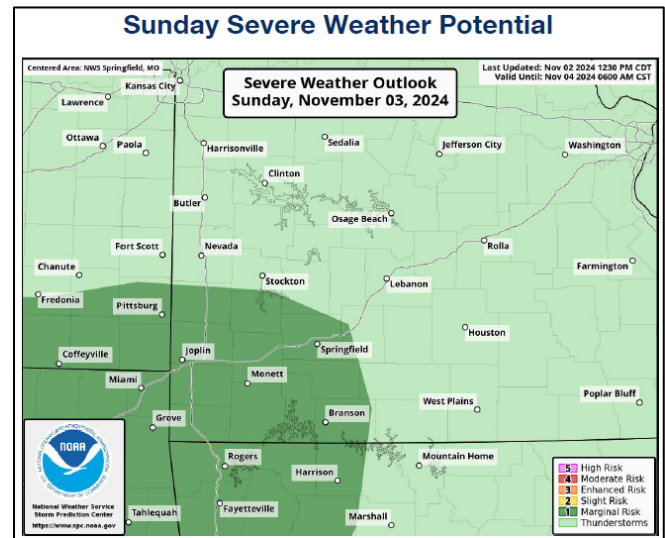 Sunday Severe Weather Potential
Centered Area: NWS Springfield, MO
Last Updated: Nov 02 2024 1230 PM CDT
Valid Until: Nov 04 2024 0600 AM CST
Severe Weather Outlook
Sunday, November 03, 2024
Kansas City
Lawrence
Ottawa
Paola
Harrisonville
Sedalia
Jefferson City
Washington
Clinton
Butler
Osage Beach
Fort Scott
Nevada
Rolla
Chanute
Stockton
Lebanon
Farmington
Fredonia
Pittsburg
Houston
Coffeyville
Joplin
Springfield
Miami
Monett
West Plains
Poplar Bluff
Grove
Branson
Rogers
Mountain Home
Harrison
Tahlequah
Fayetteville
Marshall
NOAA
National Weather Service
Storm Prediction Center
https://www.spc.noaa.gov
5 High Risk
4 Moderate Risk
3 Enhanced Risk
2 Slight Risk
1 Marginal Risk
Thunderstorms